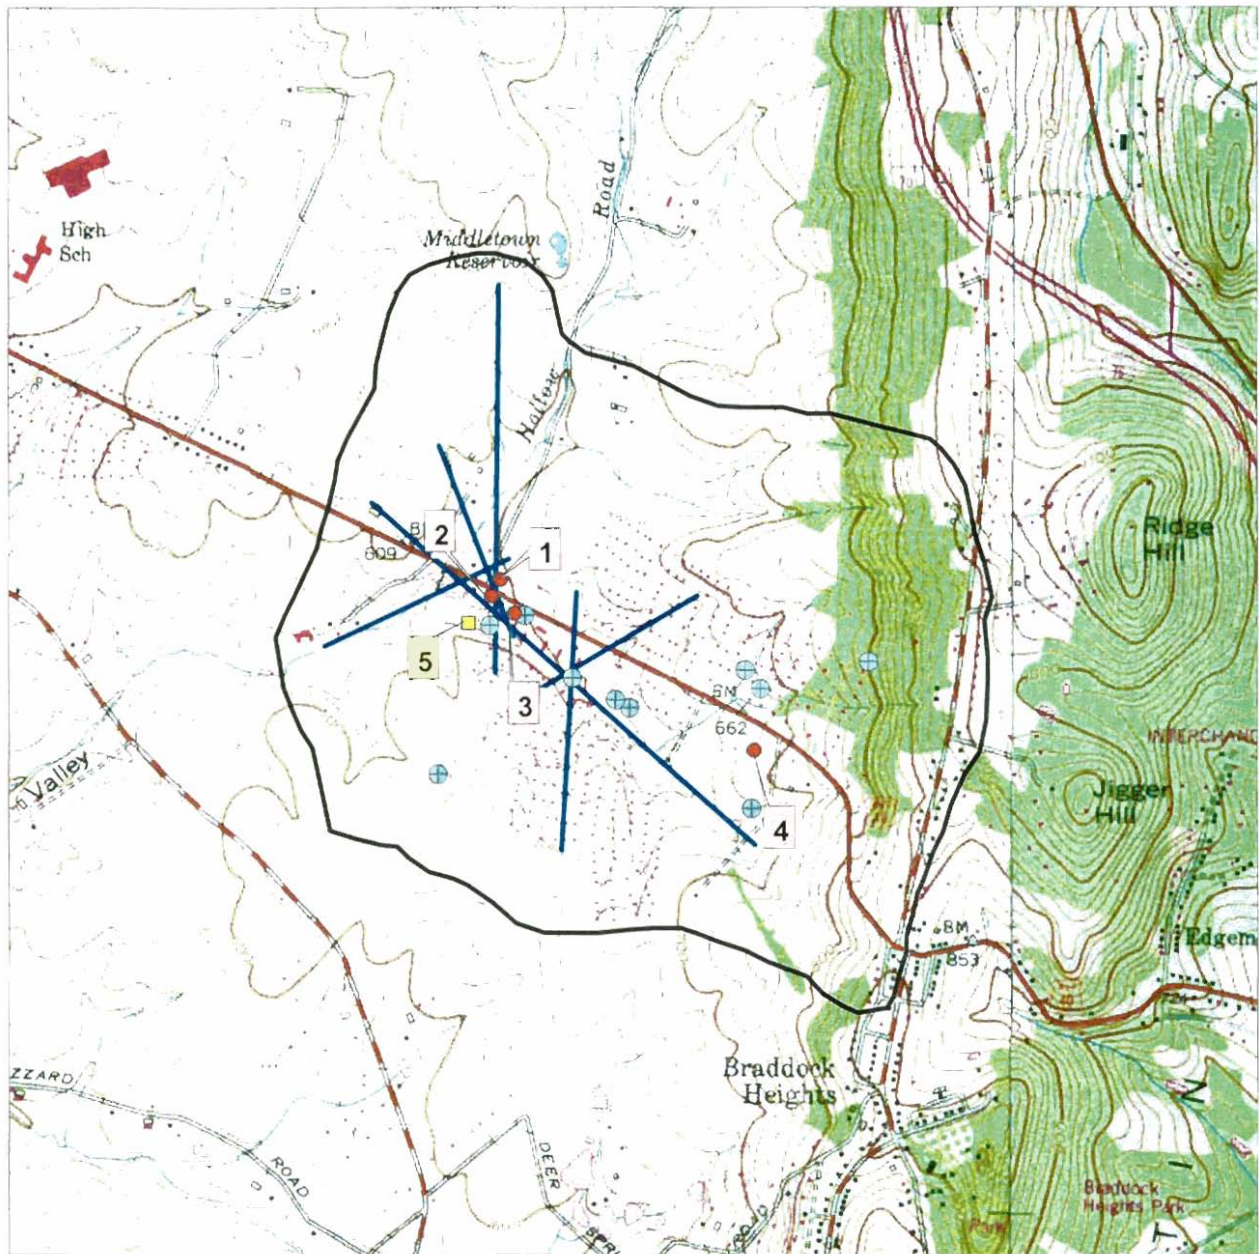 High
Sch
Middletown
Reservoir
Road
Hollow
2
1
609
5
3
BM
662
4
Ridge
Hill
Jigger
Hill
Valley
BM
853
Edgem
724
Braddock
Heights
ZZARD
ROAD
DEER
Braddock
Heights Park
Park
N
I
T